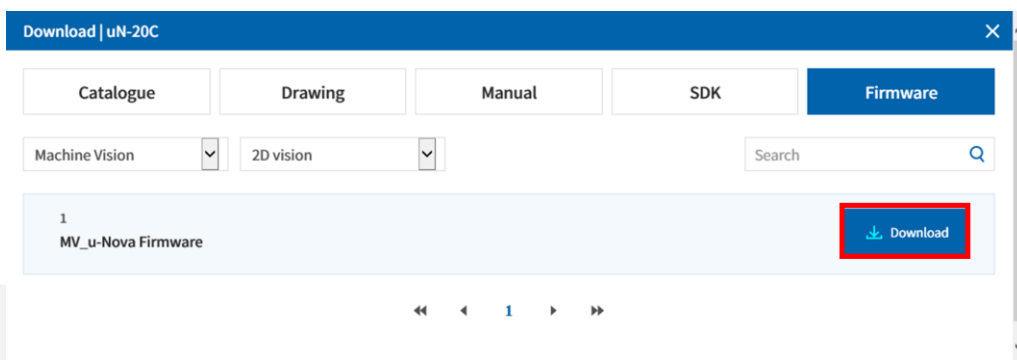 Download | uN-20C
Catalogue Drawing Manual SDK Firmware
Machine Vision 2D vision Search
1
MV_u-Nova Firmware
Download
1